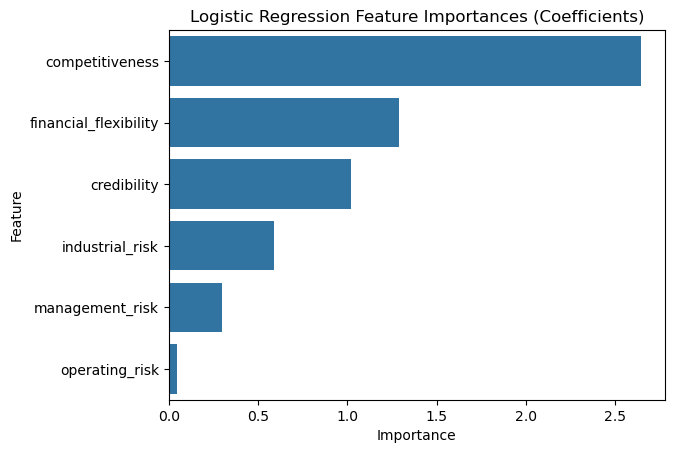 Logistic Regression Feature Importances (Coefficients)
competitiveness
financial_flexibility
credibility
industrial_risk
management_risk
operating_risk
Feature
0.0 0.5 1.0 1.5 2.0 2.5
Importance